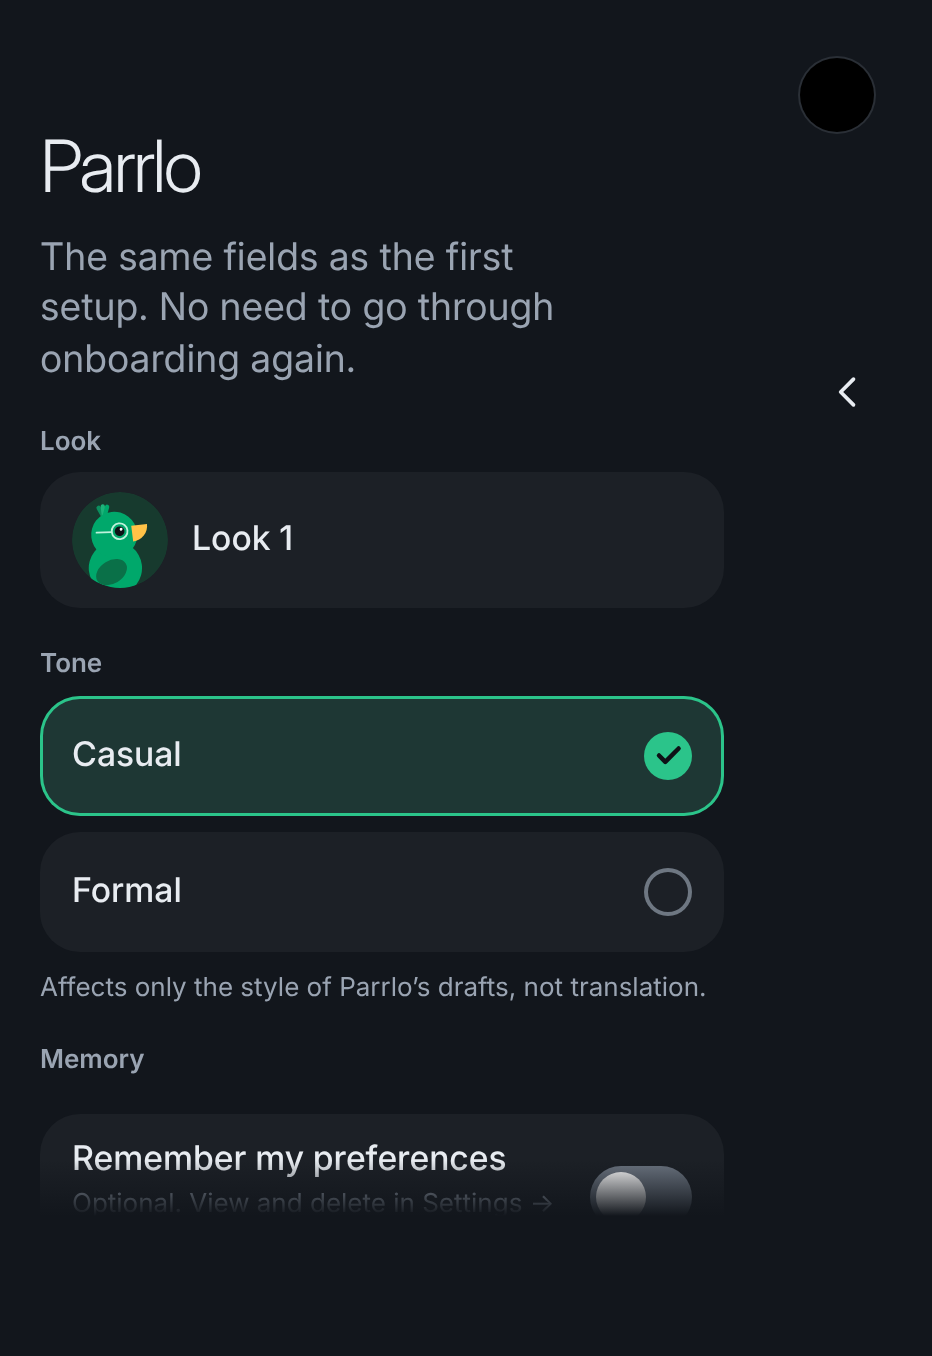 Parrlo
The same fields as the first
setup. No need to go through
onboarding again.
Look
Look 1
Tone
Casual
Formal
Affects only the style of Parrlo’s drafts, not translation.
Memory
Remember my preferences
Optional. View and delete in Settings →